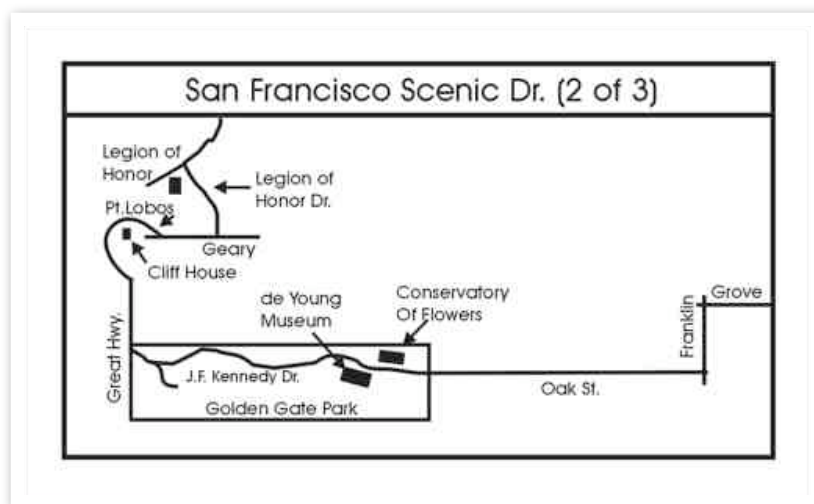 San Francisco Scenic Dr. (2 of 3)
Legion of
Honor
Legion of
Honor Dr.
Pt.Lobos
Geary
Cliff House
Great Hwy.
de Young
Museum
Conservatory
Of Flowers
J.F. Kennedy Dr.
Golden Gate Park
Oak St.
Franklin
Grove